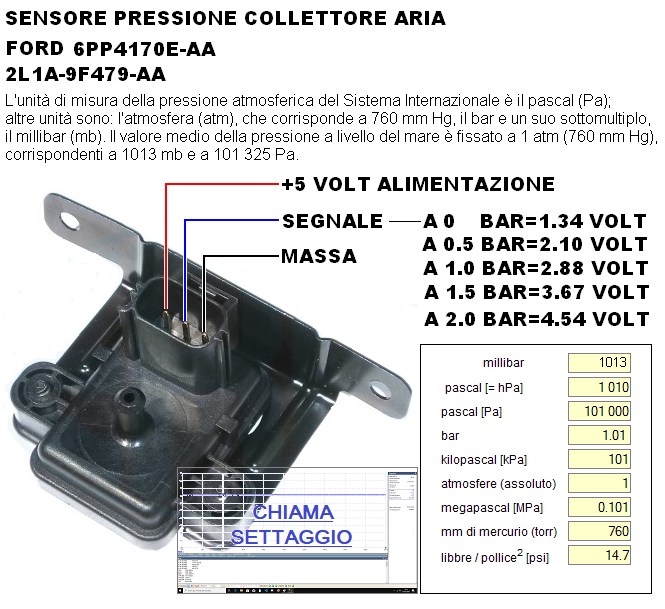 SENSORE PRESSIONE COLLETTORE ARIA
FORD 6PP4170E-AA
2L1A-9F479-AA
L'unità di misura della pressione atmosferica del Sistema Internazionale è il pascal (Pa);
altre unità sono: l'atmosfera (atm), che corrisponde a 760 mm Hg, il bar e un suo sottomultiplo,
il millibar (mb). Il valore medio della pressione a livello del mare è fissato a 1 atm (760 mm Hg),
corrispondenti a 1013 mb e a 101 325 Pa.
+5 VOLT ALIMENTAZIONE
SEGNALE
A 0 BAR=1.34 VOLT
A 0.5 BAR=2.10 VOLT
MASSA
A 1.0 BAR=2.88 VOLT
A 1.5 BAR=3.67 VOLT
A 2.0 BAR=4.54 VOLT
millibar 1013
pascal [= hPa] 1 010
pascal [Pa] 101 000
bar 1.01
kilopascal [kPa] 101
atmosfere (assoluto) 1
megapascal [MPa] 0.101
mm di mercurio (torr) 760
libbre / pollice2 [psi] 14.7
CHIAMA
SETTAGGIO